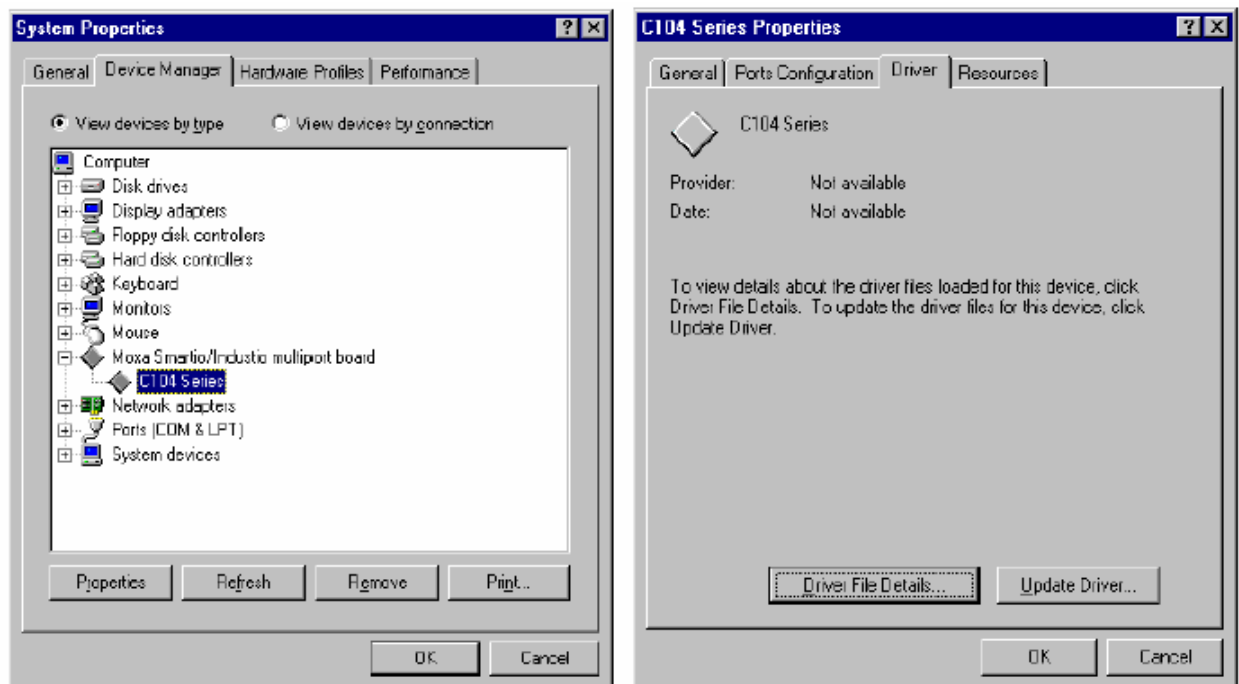 System Properties
General Device Manager Hardware Profiles Performance
View devices by type View devices by connection
Computer
Disk drives
Display adapters
Floppy disk controllers
Hard disk controllers
Keyboard
Monitors
Mouse
Moxa Smartio/Industio multiport board
C104 Series
Network adapters
Ports (COM & LPT)
System devices
Properties Refresh Remove Print...
OK Cancel
C104 Series Properties
General Ports Configuration Driver Resources
C104 Series
Provider: Not available
Date: Not available
To view details about the driver files loaded for this device, click
Driver File Details. To update the driver files for this device, click
Update Driver.
Driver File Details... Update Driver...
OK Cancel